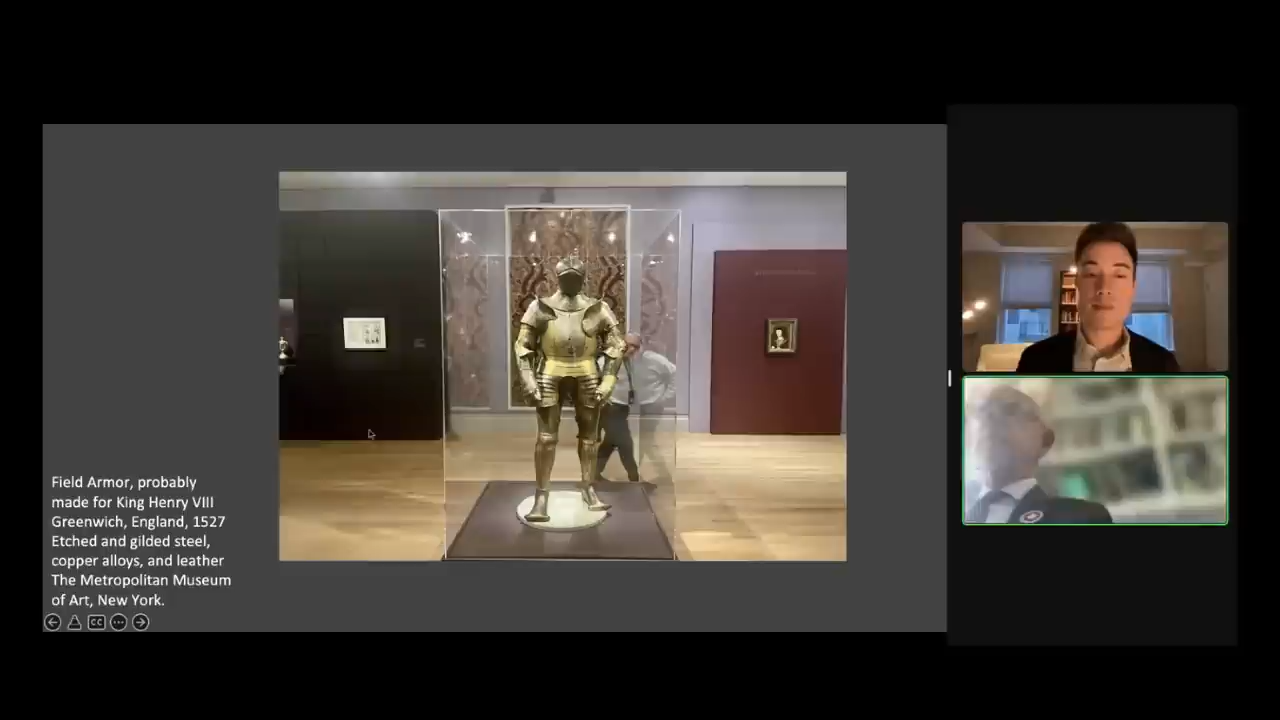 Field Armor, probably
made for King Henry VIII
Greenwich, England, 1527
Etched and gilded steel,
copper alloys, and leather
The Metropolitan Museum
of Art, New York.
CC